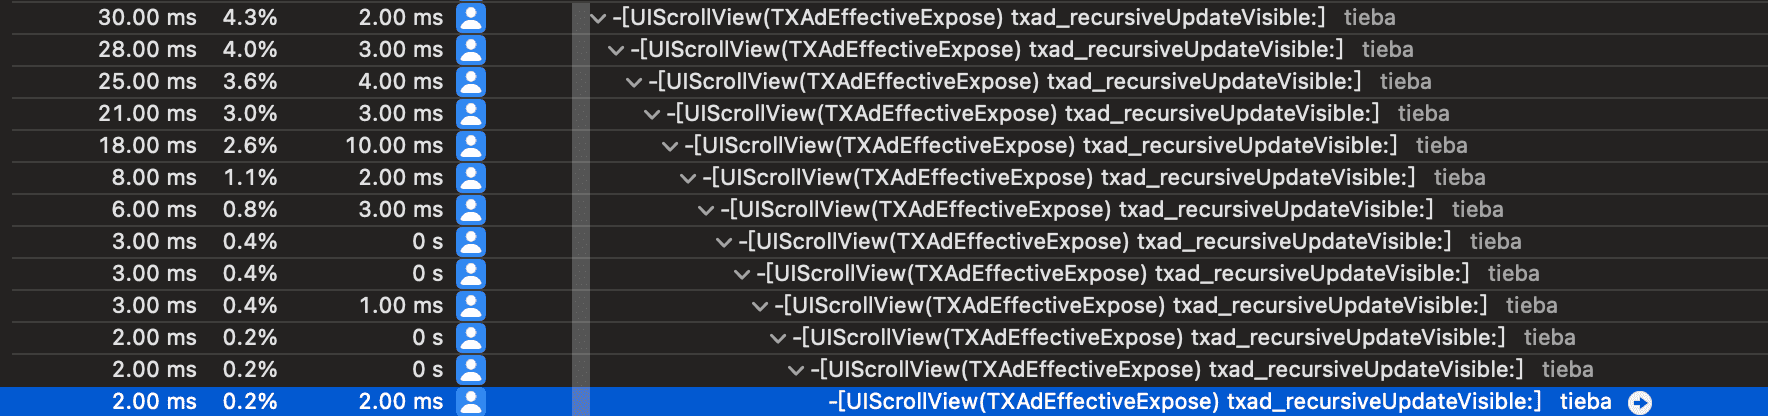 30.00 ms 4.3% 2.00 ms -[UIScrollView(TXAdEffectiveExpose) txad_recursiveUpdateVisible:] tieba
28.00 ms 4.0% 3.00 ms -[UIScrollView(TXAdEffectiveExpose) txad_recursiveUpdateVisible:] tieba
25.00 ms 3.6% 4.00 ms -[UIScrollView(TXAdEffectiveExpose) txad_recursiveUpdateVisible:] tieba
21.00 ms 3.0% 3.00 ms -[UIScrollView(TXAdEffectiveExpose) txad_recursiveUpdateVisible:] tieba
18.00 ms 2.6% 10.00 ms -[UIScrollView(TXAdEffectiveExpose) txad_recursiveUpdateVisible:] tieba
8.00 ms 1.1% 2.00 ms -[UIScrollView(TXAdEffectiveExpose) txad_recursiveUpdateVisible:] tieba
6.00 ms 0.8% 3.00 ms -[UIScrollView(TXAdEffectiveExpose) txad_recursiveUpdateVisible:] tieba
3.00 ms 0.4% 0 s -[UIScrollView(TXAdEffectiveExpose) txad_recursiveUpdateVisible:] tieba
3.00 ms 0.4% 0 s -[UIScrollView(TXAdEffectiveExpose) txad_recursiveUpdateVisible:] tieba
3.00 ms 0.4% 1.00 ms -[UIScrollView(TXAdEffectiveExpose) txad_recursiveUpdateVisible:] tieba
2.00 ms 0.2% 0 s -[UIScrollView(TXAdEffectiveExpose) txad_recursiveUpdateVisible:] tieba
2.00 ms 0.2% 0 s -[UIScrollView(TXAdEffectiveExpose) txad_recursiveUpdateVisible:] tieba
2.00 ms 0.2% 2.00 ms -[UIScrollView(TXAdEffectiveExpose) txad_recursiveUpdateVisible:] tieba